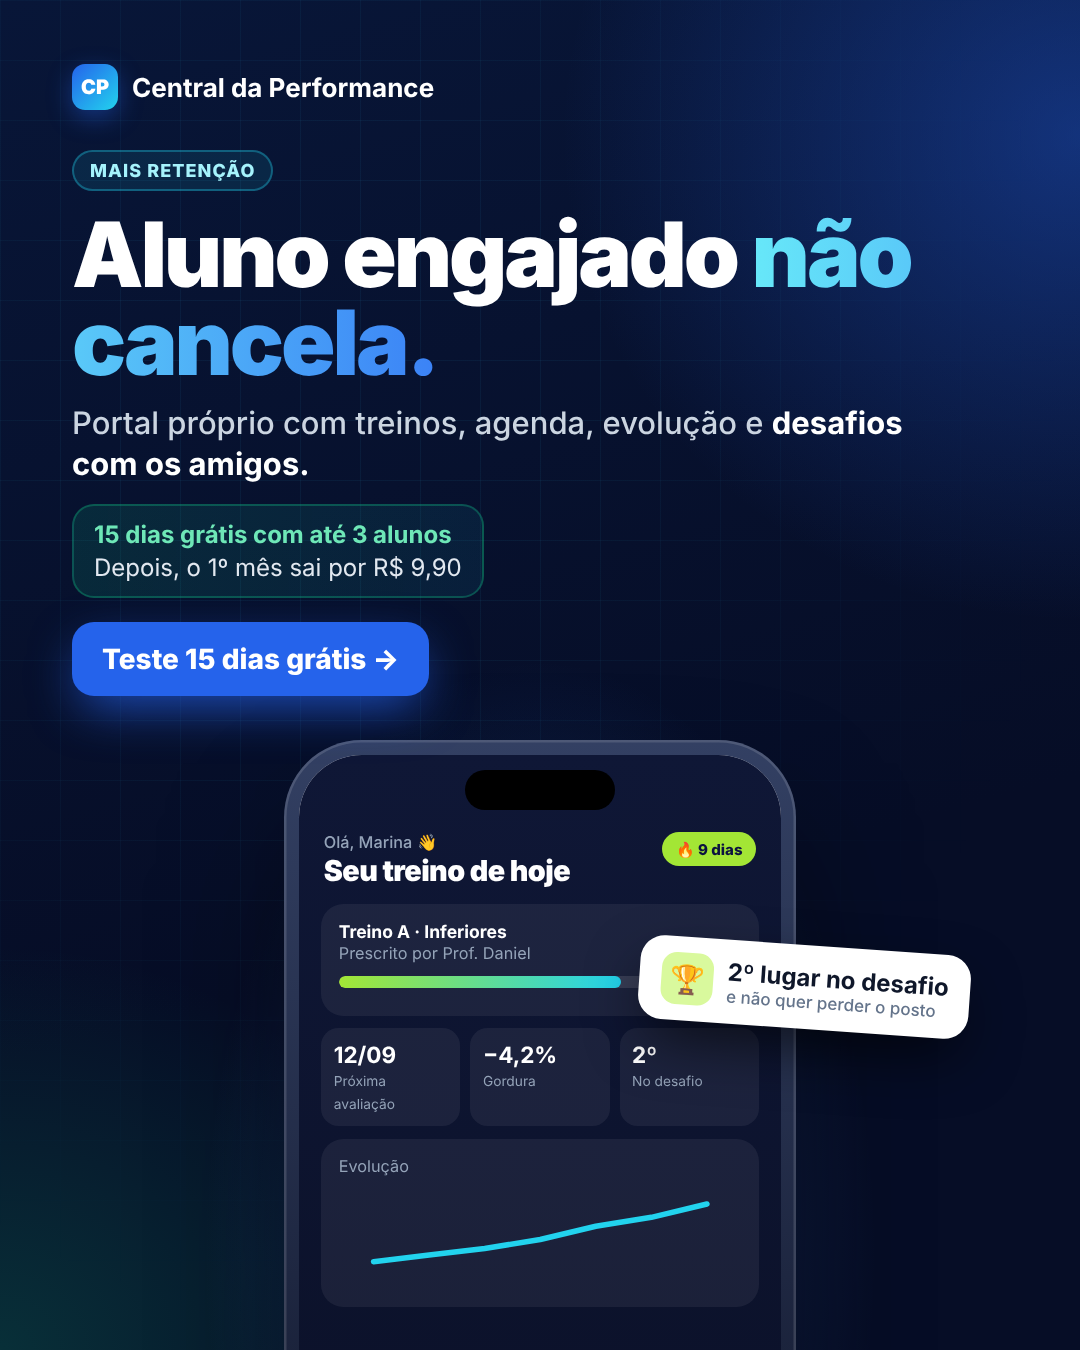 CP
Central da Performance
MAIS RETENÇÃO
Aluno engajado não
cancela.
Portal próprio com treinos, agenda, evolução e desafios
com os amigos.
15 dias grátis com até 3 alunos
Depois, o 1º mês sai por R$ 9,90
Teste 15 dias grátis →
Olá, Marina 👋
Seu treino de hoje
🔥 9 dias
Treino A · Inferiores
Prescrito por Prof. Daniel
🏆 2º lugar no desafio
e não quer perder o posto
12/09
Próxima
avaliação
−4,2%
Gordura
2º
No desafio
Evolução